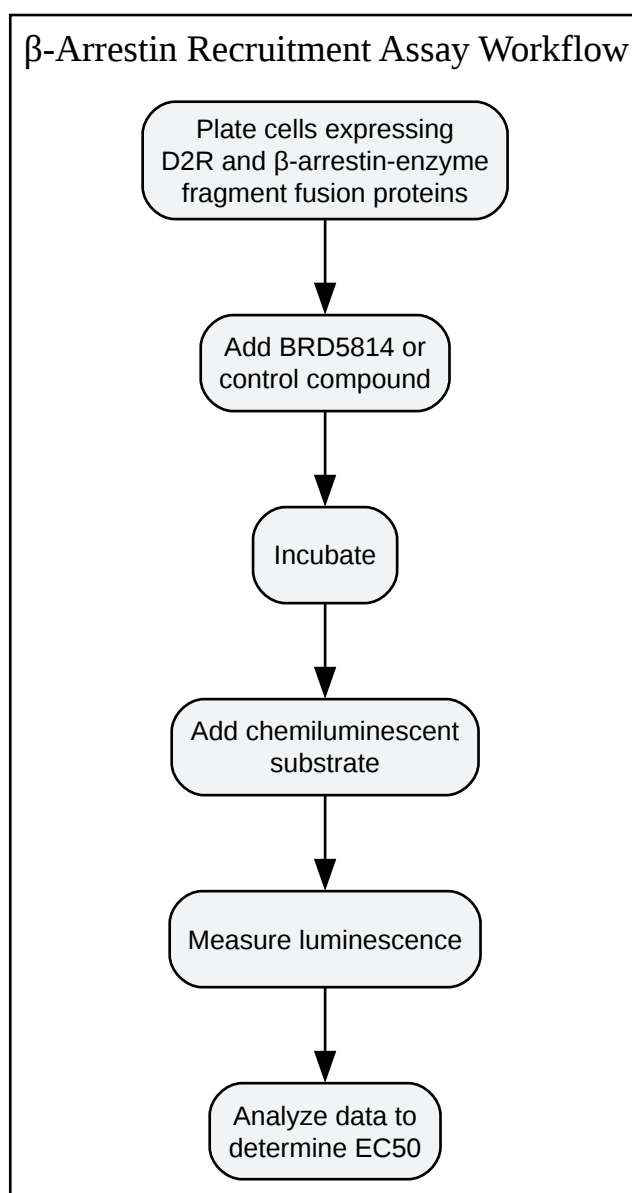 β-Arrestin Recruitment Assay Workflow
Plate cells expressing
D2R and β-arrestin-enzyme
fragment fusion proteins
Add BRD5814 or
control compound
Incubate
Add chemiluminescent
substrate
Measure luminescence
Analyze data to
determine EC50